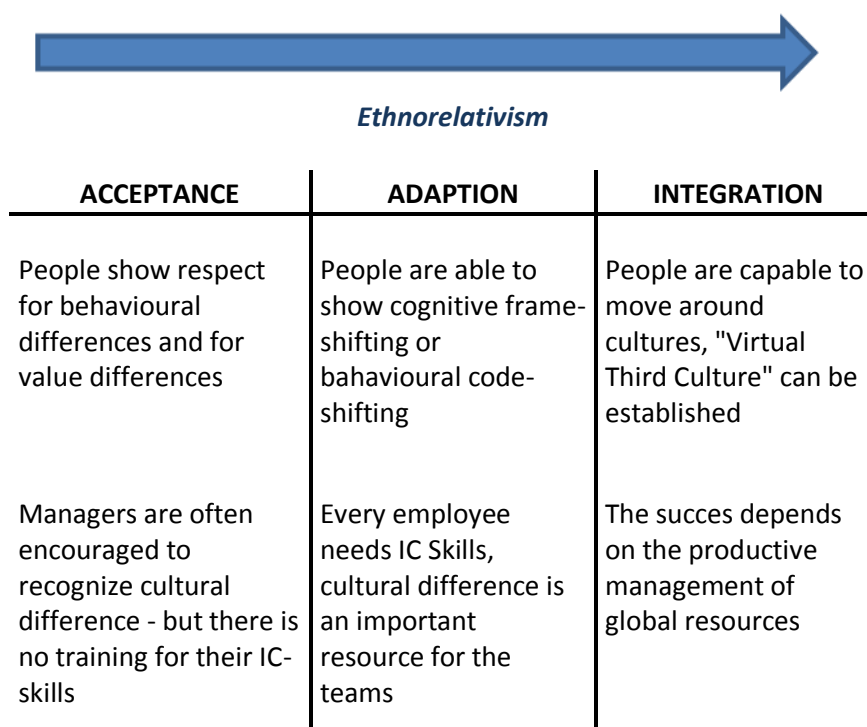 Ethnorelativism
ACCEPTANCE
ADAPTION
INTEGRATION
People show respect
for behavioural
differences and for
value differences
People are able to
show cognitive frame-
shifting or
bahavioural code-
shifting
People are capable to
move around
cultures, "Virtual
Third Culture" can be
established
Managers are often
encouraged to
recognize cultural
difference - but there is
no training for their IC-
skills
Every employee
needs IC Skills,
cultural difference is
an important
resource for the
teams
The succes depends
on the productive
management of
global resources